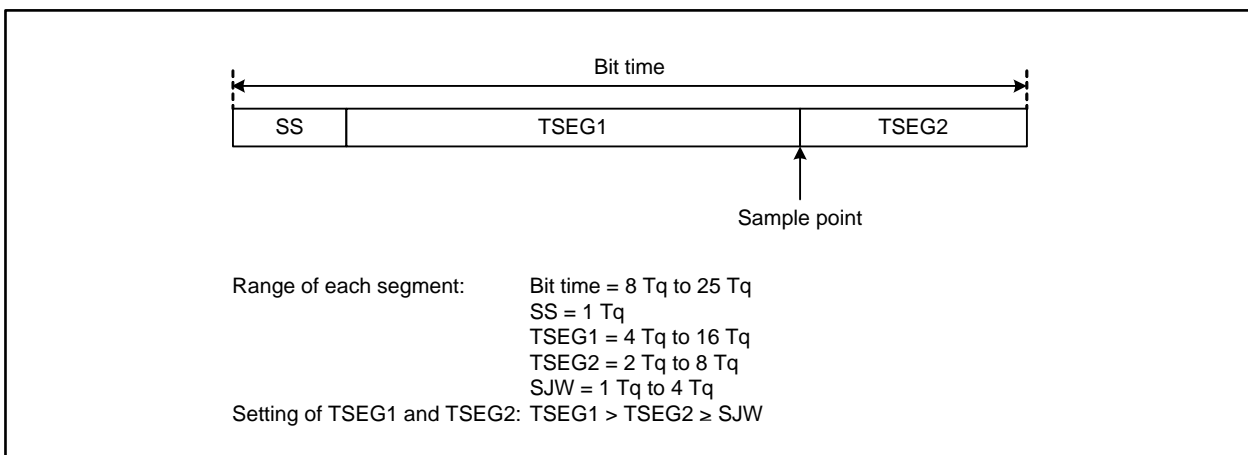 Bit time
SS TSEG1 TSEG2
Sample point
Range of each segment: Bit time = 8 Tq to 25 Tq
SS = 1 Tq
TSEG1 = 4 Tq to 16 Tq
TSEG2 = 2 Tq to 8 Tq
SJW = 1 Tq to 4 Tq
Setting of TSEG1 and TSEG2: TSEG1 > TSEG2 ≥ SJW